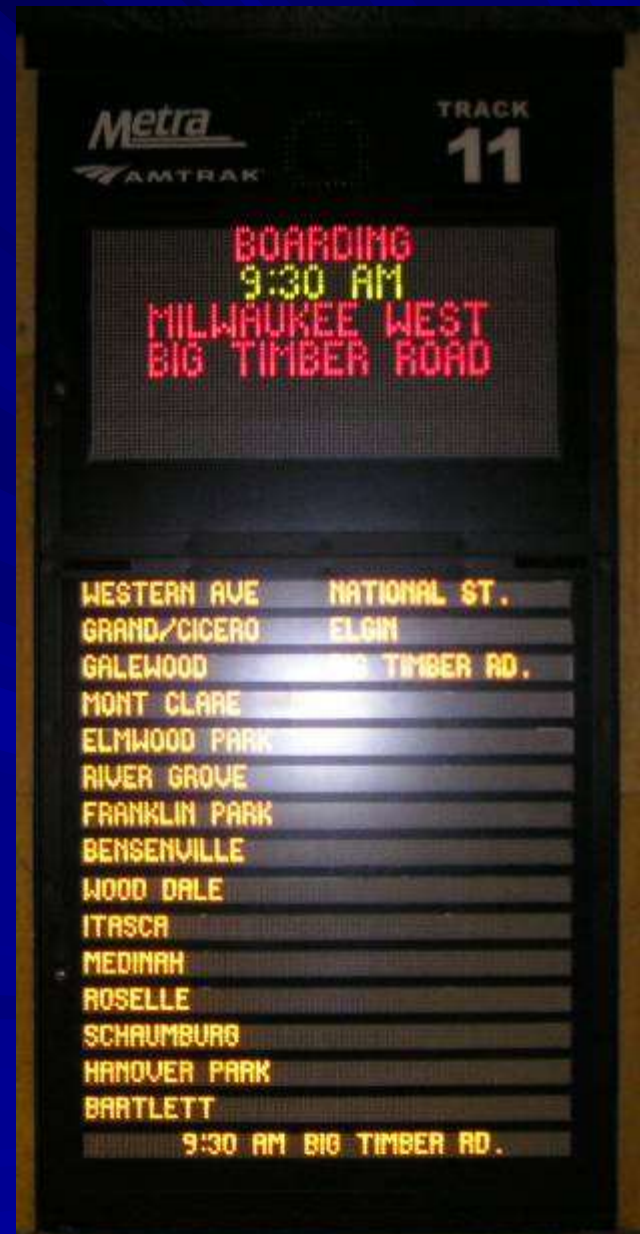 Metra
AMTRAK
TRACK
11
BOARDING
9:30 AM
MILWAUKEE WEST
BIG TIMBER ROAD
WESTERN AVE NATIONAL ST.
GRAND/CICERO ELGIN
GALEWOOD BIG TIMBER RD.
MONT CLARE
ELMWOOD PARK
RIVER GROVE
FRANKLIN PARK
BENSENVILLE
WOOD DALE
ITASCA
MEDINAH
ROSELLE
SCHAUMBURG
HANOVER PARK
BARTLETT
9:30 AM BIG TIMBER RD.